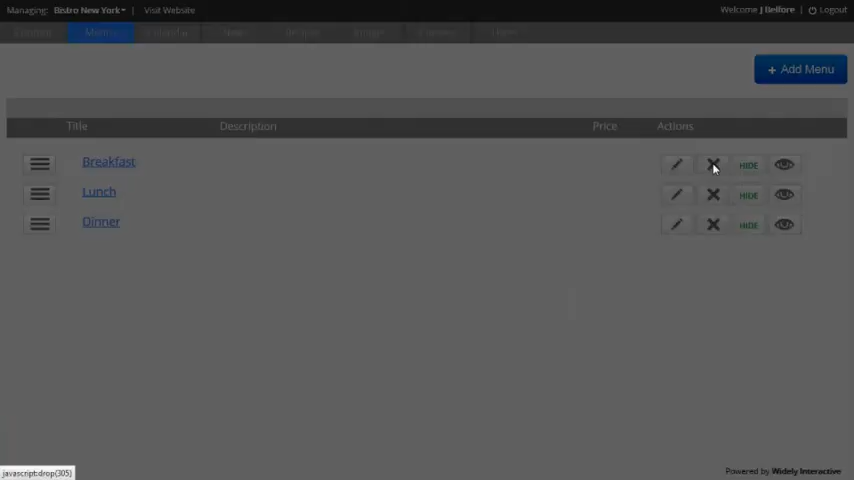 Managing: Bistro New York | Visit Website
Welcome J Belfore | Logout
Menus
+ Add Menu
Title Description Price Actions
Breakfast HIDE
Lunch HIDE
Dinner HIDE
javascript:drop(305)
Powered by Widely Interactive